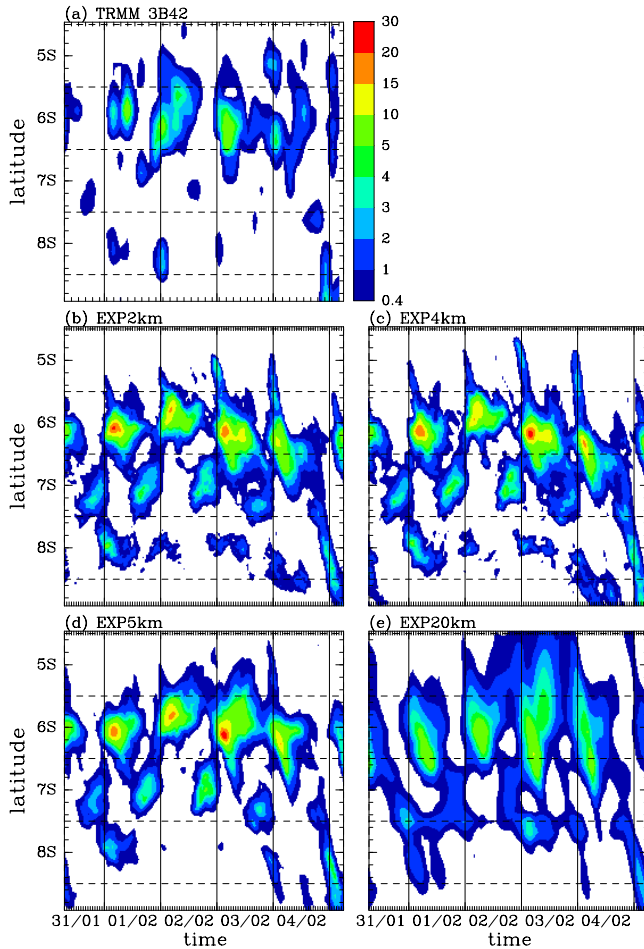 (a) TRMM 3B42
5S
6S
7S
8S
latitude
30
20
15
10
5
4
3
2
1
0.4
(b) EXP2km
(c) EXP4km
5S
6S
7S
8S
latitude
(d) EXP5km
(e) EXP20km
5S
6S
7S
8S
latitude
31/01 01/02 02/02 03/02 04/02
31/01 01/02 02/02 03/02 04/02
time
time